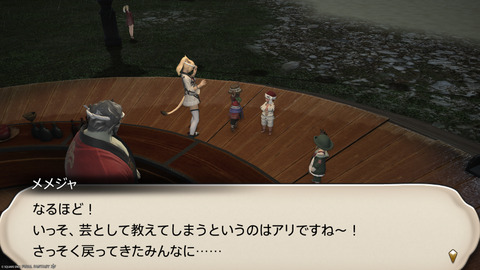 メメジャ
なるほど！
いっそ、芸として教えてしまうというのはアリですね～！
さっそく戻ってきたみんなに……